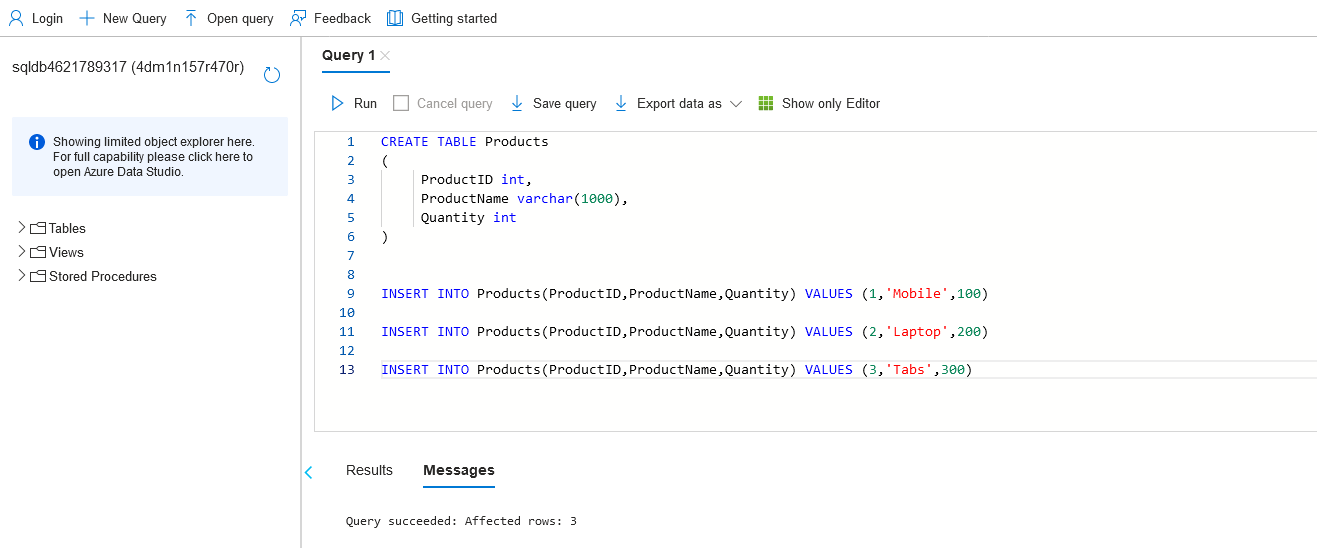 Login New Query Open query Feedback Getting started
sqldb4621789317 (4dm1n157r470r)
Showing limited object explorer here.
For full capability please click here to
open Azure Data Studio.
Tables
Views
Stored Procedures
Query 1
Run Cancel query Save query Export data as Show only Editor
1 CREATE TABLE Products
2 (
3 ProductID int,
4 ProductName varchar(1000),
5 Quantity int
6 )
7
8
9 INSERT INTO Products(ProductID,ProductName,Quantity) VALUES (1,'Mobile',100)
10
11 INSERT INTO Products(ProductID,ProductName,Quantity) VALUES (2,'Laptop',200)
12
13 INSERT INTO Products(ProductID,ProductName,Quantity) VALUES (3,'Tabs',300)
Results Messages
Query succeeded: Affected rows: 3